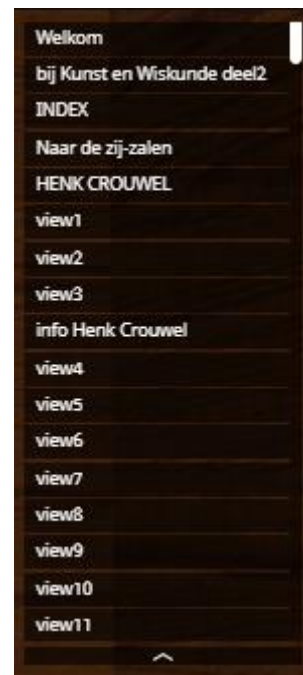 Welkom
bij Kunst en Wiskunde deel2
INDEX
Naar de zij-zalen
HENK CROUWEL
view1
view2
view3
info Henk Crouwel
view4
view5
view6
view7
view8
view9
view10
view11